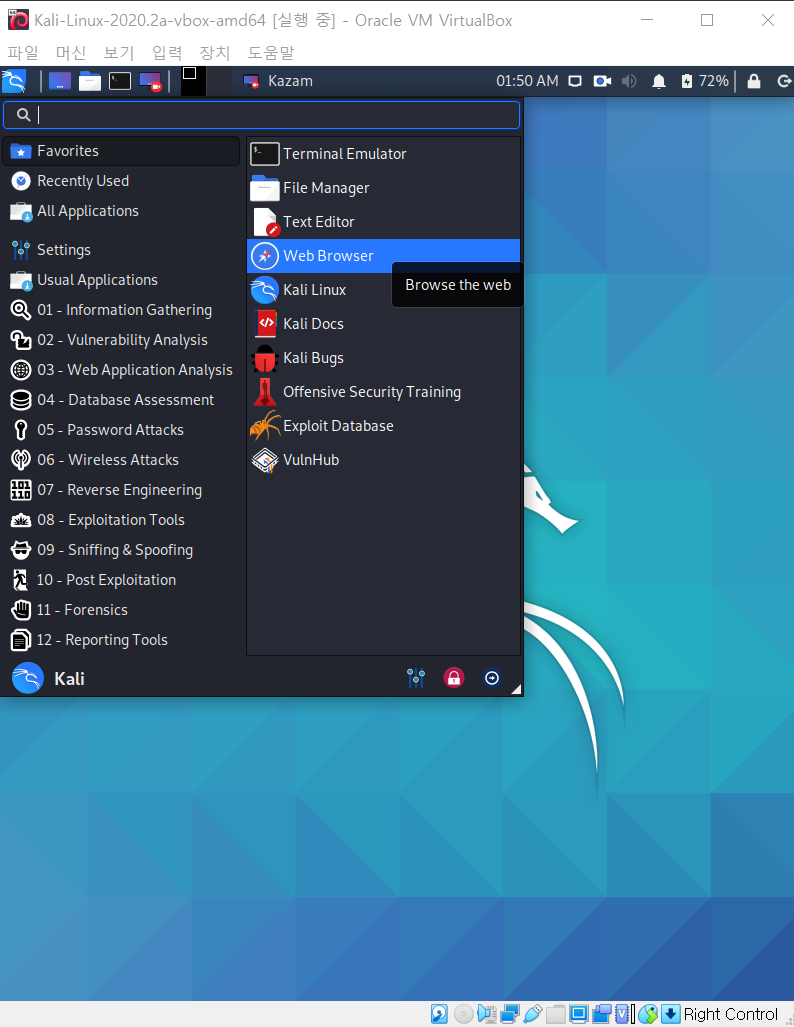 Kali-Linux-2020.2a-vbox-amd64 [실행 중] - Oracle VM VirtualBox
파일 머신 보기 입력 장치 도움말
Kazam 01:50 AM 72%
Favorites
Recently Used
All Applications
Settings
Usual Applications
01 - Information Gathering
02 - Vulnerability Analysis
03 - Web Application Analysis
04 - Database Assessment
05 - Password Attacks
06 - Wireless Attacks
07 - Reverse Engineering
08 - Exploitation Tools
09 - Sniffing & Spoofing
10 - Post Exploitation
11 - Forensics
12 - Reporting Tools
Terminal Emulator
File Manager
Text Editor
Web Browser
Browse the web
Kali Linux
Kali Docs
Kali Bugs
Offensive Security Training
Exploit Database
VulnHub
Kali
Right Control